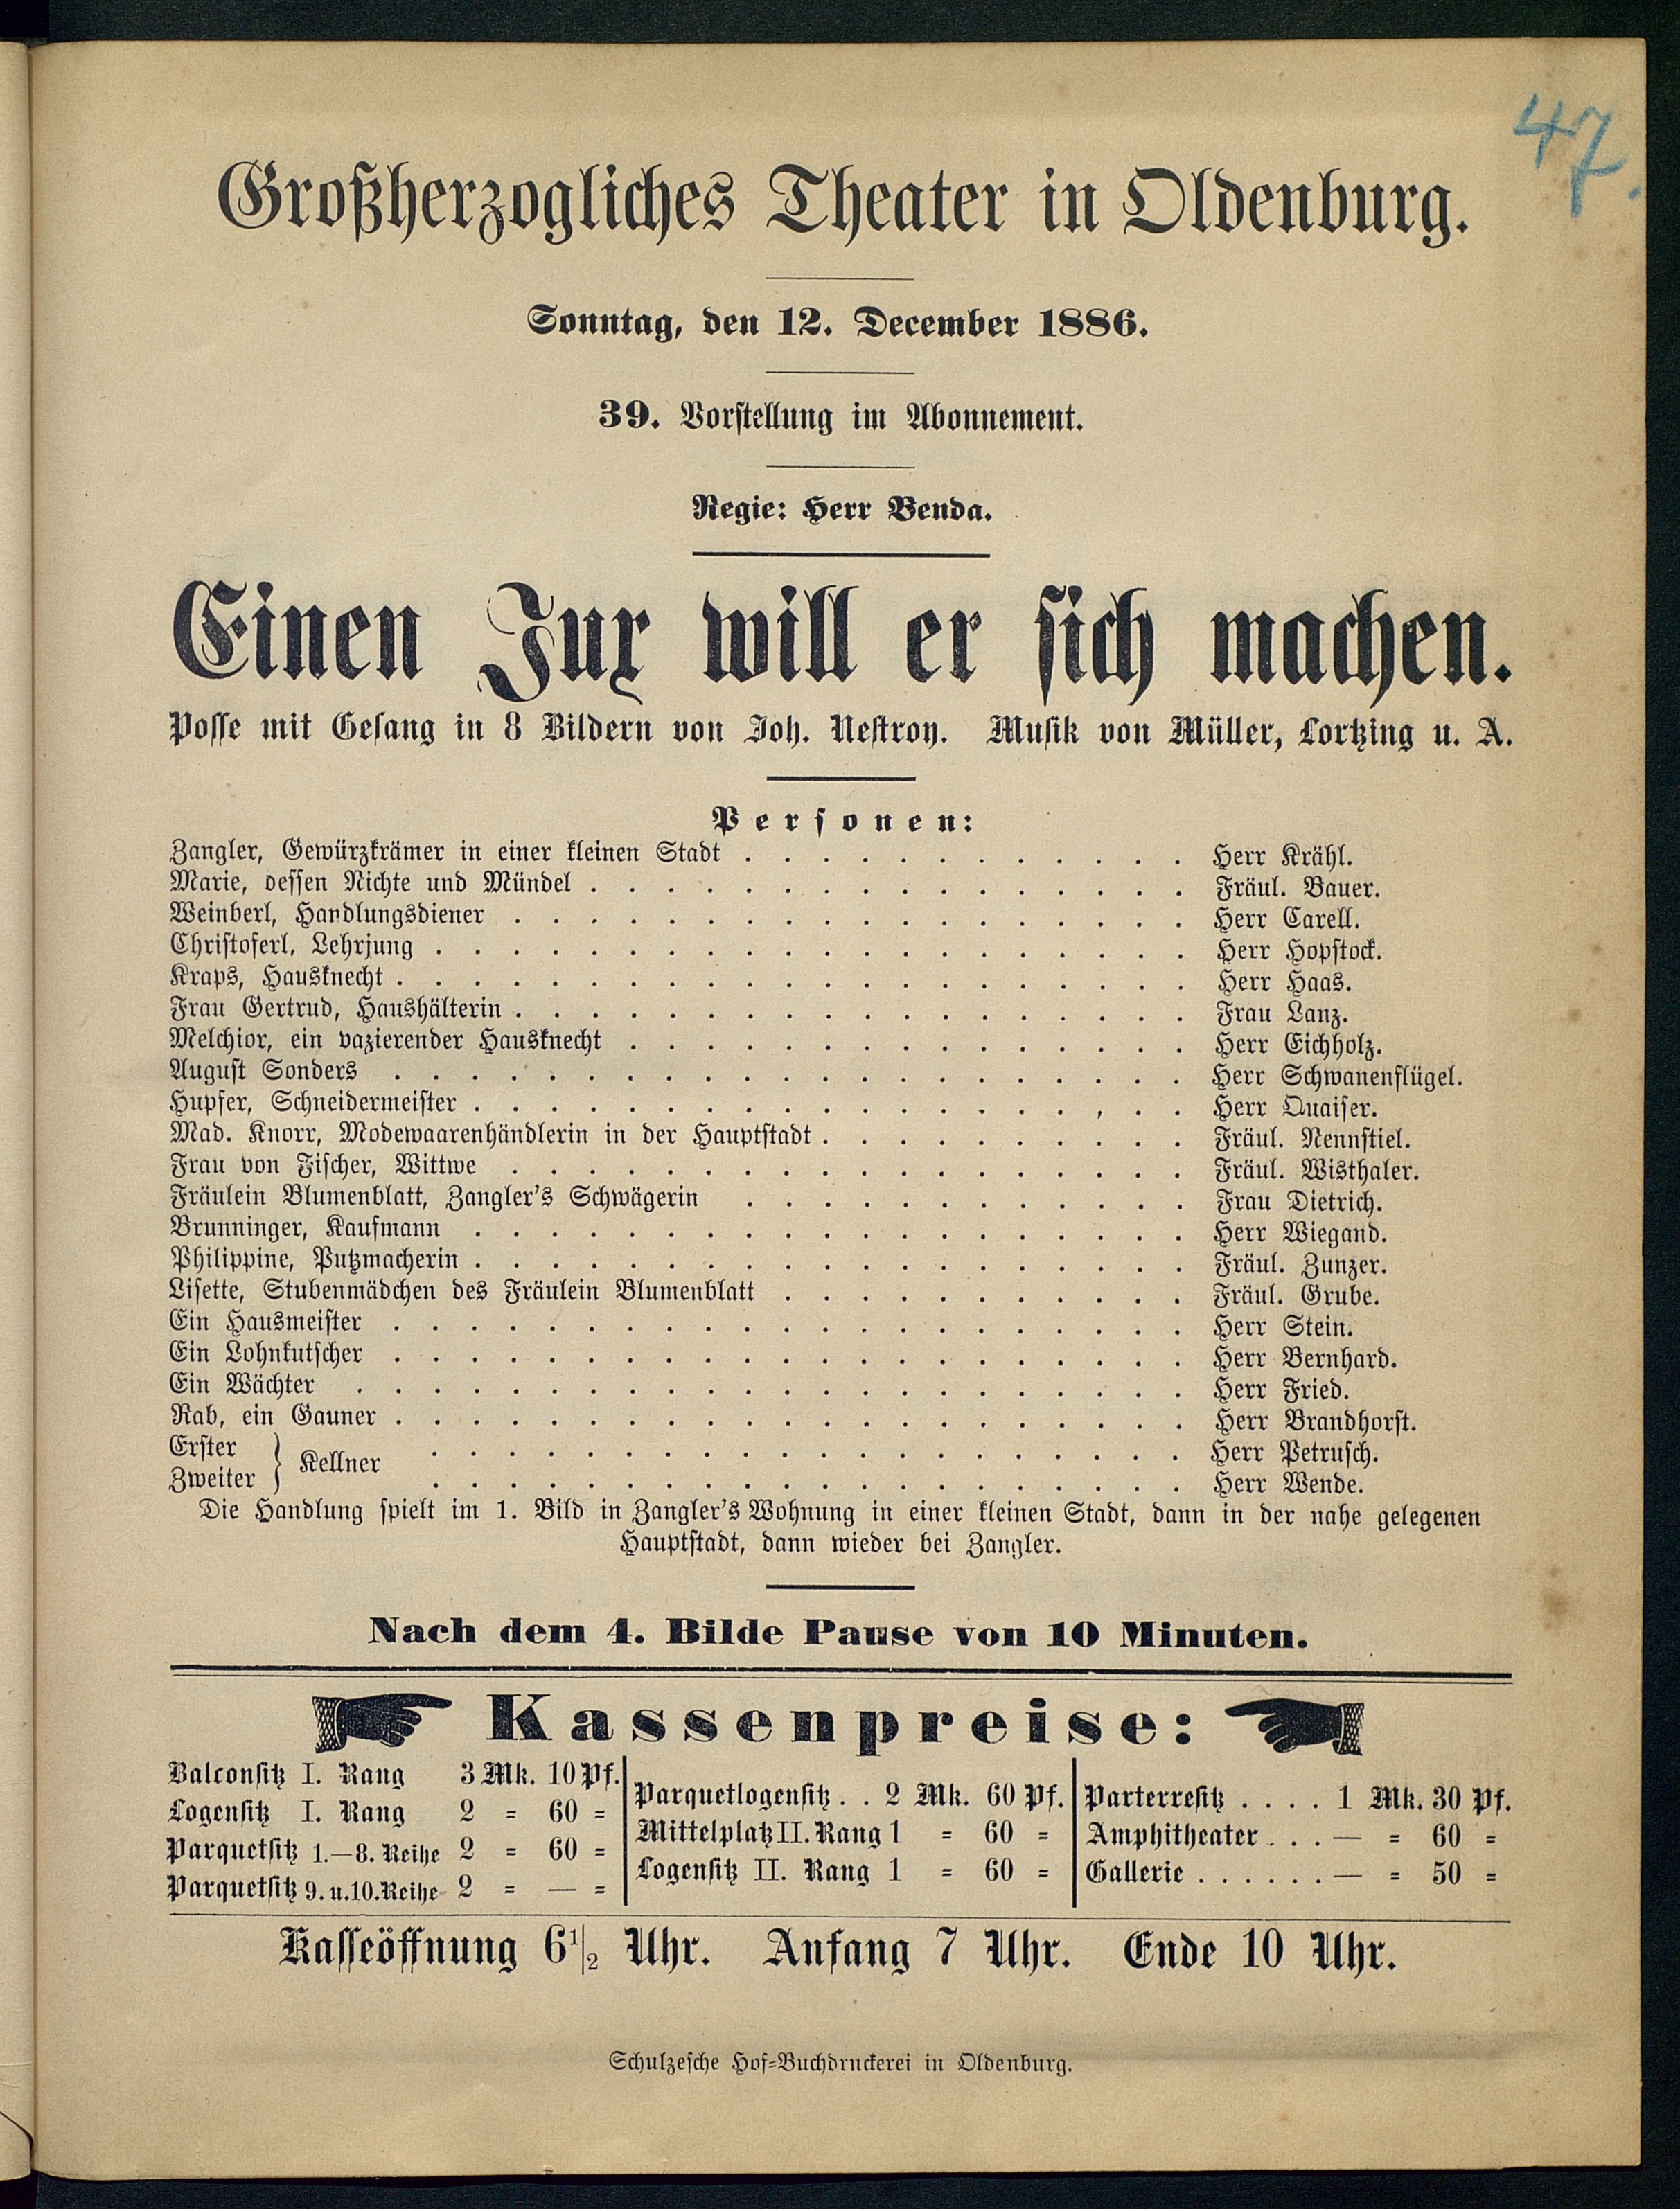 47.
Großherzogliches Theater in Oldenburg.
Sonntag, den 12. December 1886.
39. Vorstellung im Abonnement.
Regie: Herr Benda.
Einen Jux will er sich machen.
Posse mit Gesang in 8 Bildern von Joh. Nestroy. Musik von Müller, Lortzing u. A.
Personen:
Zangler, Gewürzkrämer in einer kleinen Stadt . . . . . . . . . . . . Herr Krähl.
Marie, dessen Nichte und Mündel . . . . . . . . . . . . . . . . Fräul. Bauer.
Weinberl, Handlungsdiener . . . . . . . . . . . . . . . . . . Herr Carell.
Christoferl, Lehrjung . . . . . . . . . . . . . . . . . . . . Herr Hopstock.
Kraps, Hausknecht . . . . . . . . . . . . . . . . . . . . . Herr Haas.
Frau Gertrud, Haushälterin . . . . . . . . . . . . . . . . . . Frau Lanz.
Melchior, ein vazierender Hausknecht . . . . . . . . . . . . . . . Herr Eichholz.
August Sonders . . . . . . . . . . . . . . . . . . . . . Herr Schwanenflügel.
Hupfer, Schneidermeister . . . . . . . . . . . . . . . . , . . Herr Quaiser.
Mad. Knorr, Modewaarenhändlerin in der Hauptstadt . . . . . . . . . . Fräul. Nennstiel.
Frau von Fischer, Wittwe . . . . . . . . . . . . . . . . . . Fräul. Wisthaler.
Fräulein Blumenblatt, Zangler's Schwägerin . . . . . . . . . . . . Frau Dietrich.
Brunninger, Kaufmann . . . . . . . . . . . . . . . . . . . Herr Wiegand.
Philippine, Putzmacherin . . . . . . . . . . . . . . . . . . . Fräul. Zunzer.
Lisette, Stubenmädchen des Fräulein Blumenblatt . . . . . . . . . . . Fräul. Grube.
Ein Hausmeister . . . . . . . . . . . . . . . . . . . . . Herr Stein.
Ein Lohnkutscher . . . . . . . . . . . . . . . . . . . . . Herr Bernhard.
Ein Wächter . . . . . . . . . . . . . . . . . . . . . . Herr Fried.
Rab, ein Gauner . . . . . . . . . . . . . . . . . . . . . Herr Brandhorst.
Erster } Kellner . . . . . . . . . . . . . . . . . . . . Herr Petrusch.
Zweiter } . . . . . . . . . . . . . . . . . . . . Herr Wende.
Die Handlung spielt im 1. Bild in Zangler's Wohnung in einer kleinen Stadt, dann in der nahe gelegenen
Hauptstadt, dann wieder bei Zangler.
Nach dem 4. Bilde Pause von 10 Minuten.
Kassenpreise:
Balconsitz I. Rang 3 Mk. 10 Pf.
Logensitz I. Rang 2 = 60 =
Parquetsitz 1.—8. Reihe 2 = 60 =
Parquetsitz 9. u. 10. Reihe 2 = — =
Parquetlogensitz . . 2 Mk. 60 Pf.
Mittelplatz II. Rang 1 = 60 =
Logensitz II. Rang 1 = 60 =
Parterresitz . . . . 1 Mk. 30 Pf.
Amphitheater . . . — = 60 =
Gallerie . . . . . . — = 50 =
Kasseöffnung 6 1/2 Uhr. Anfang 7 Uhr. Ende 10 Uhr.
Schulzesche Hof=Buchdruckerei in Oldenburg.